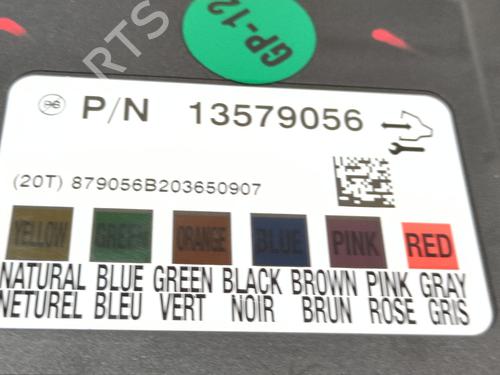 PARTS
GP-12
P/N 13579056
(20T) 879056B203650907
YELLOW GREEN ORANGE BLUE PINK RED
NATURAL BLUE GREEN BLACK BROWN PINK GRAY
NETUREL BLEU VERT NOIR BRUN ROSE GRIS